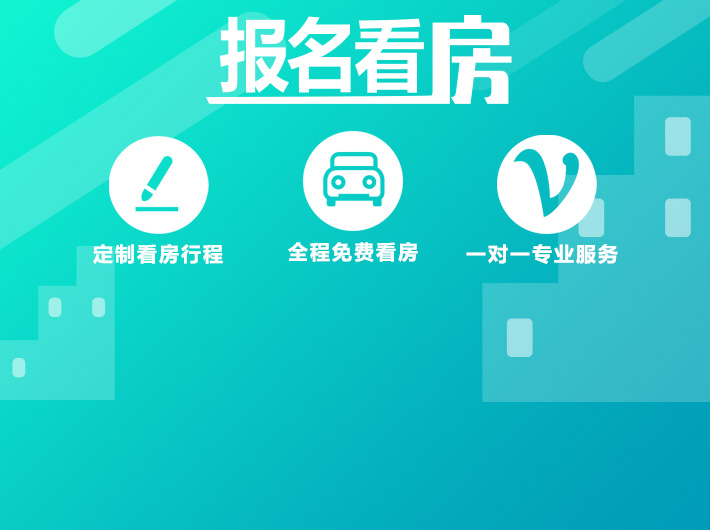 报名看房
定制看房行程
全程免费看房
一对一专业服务